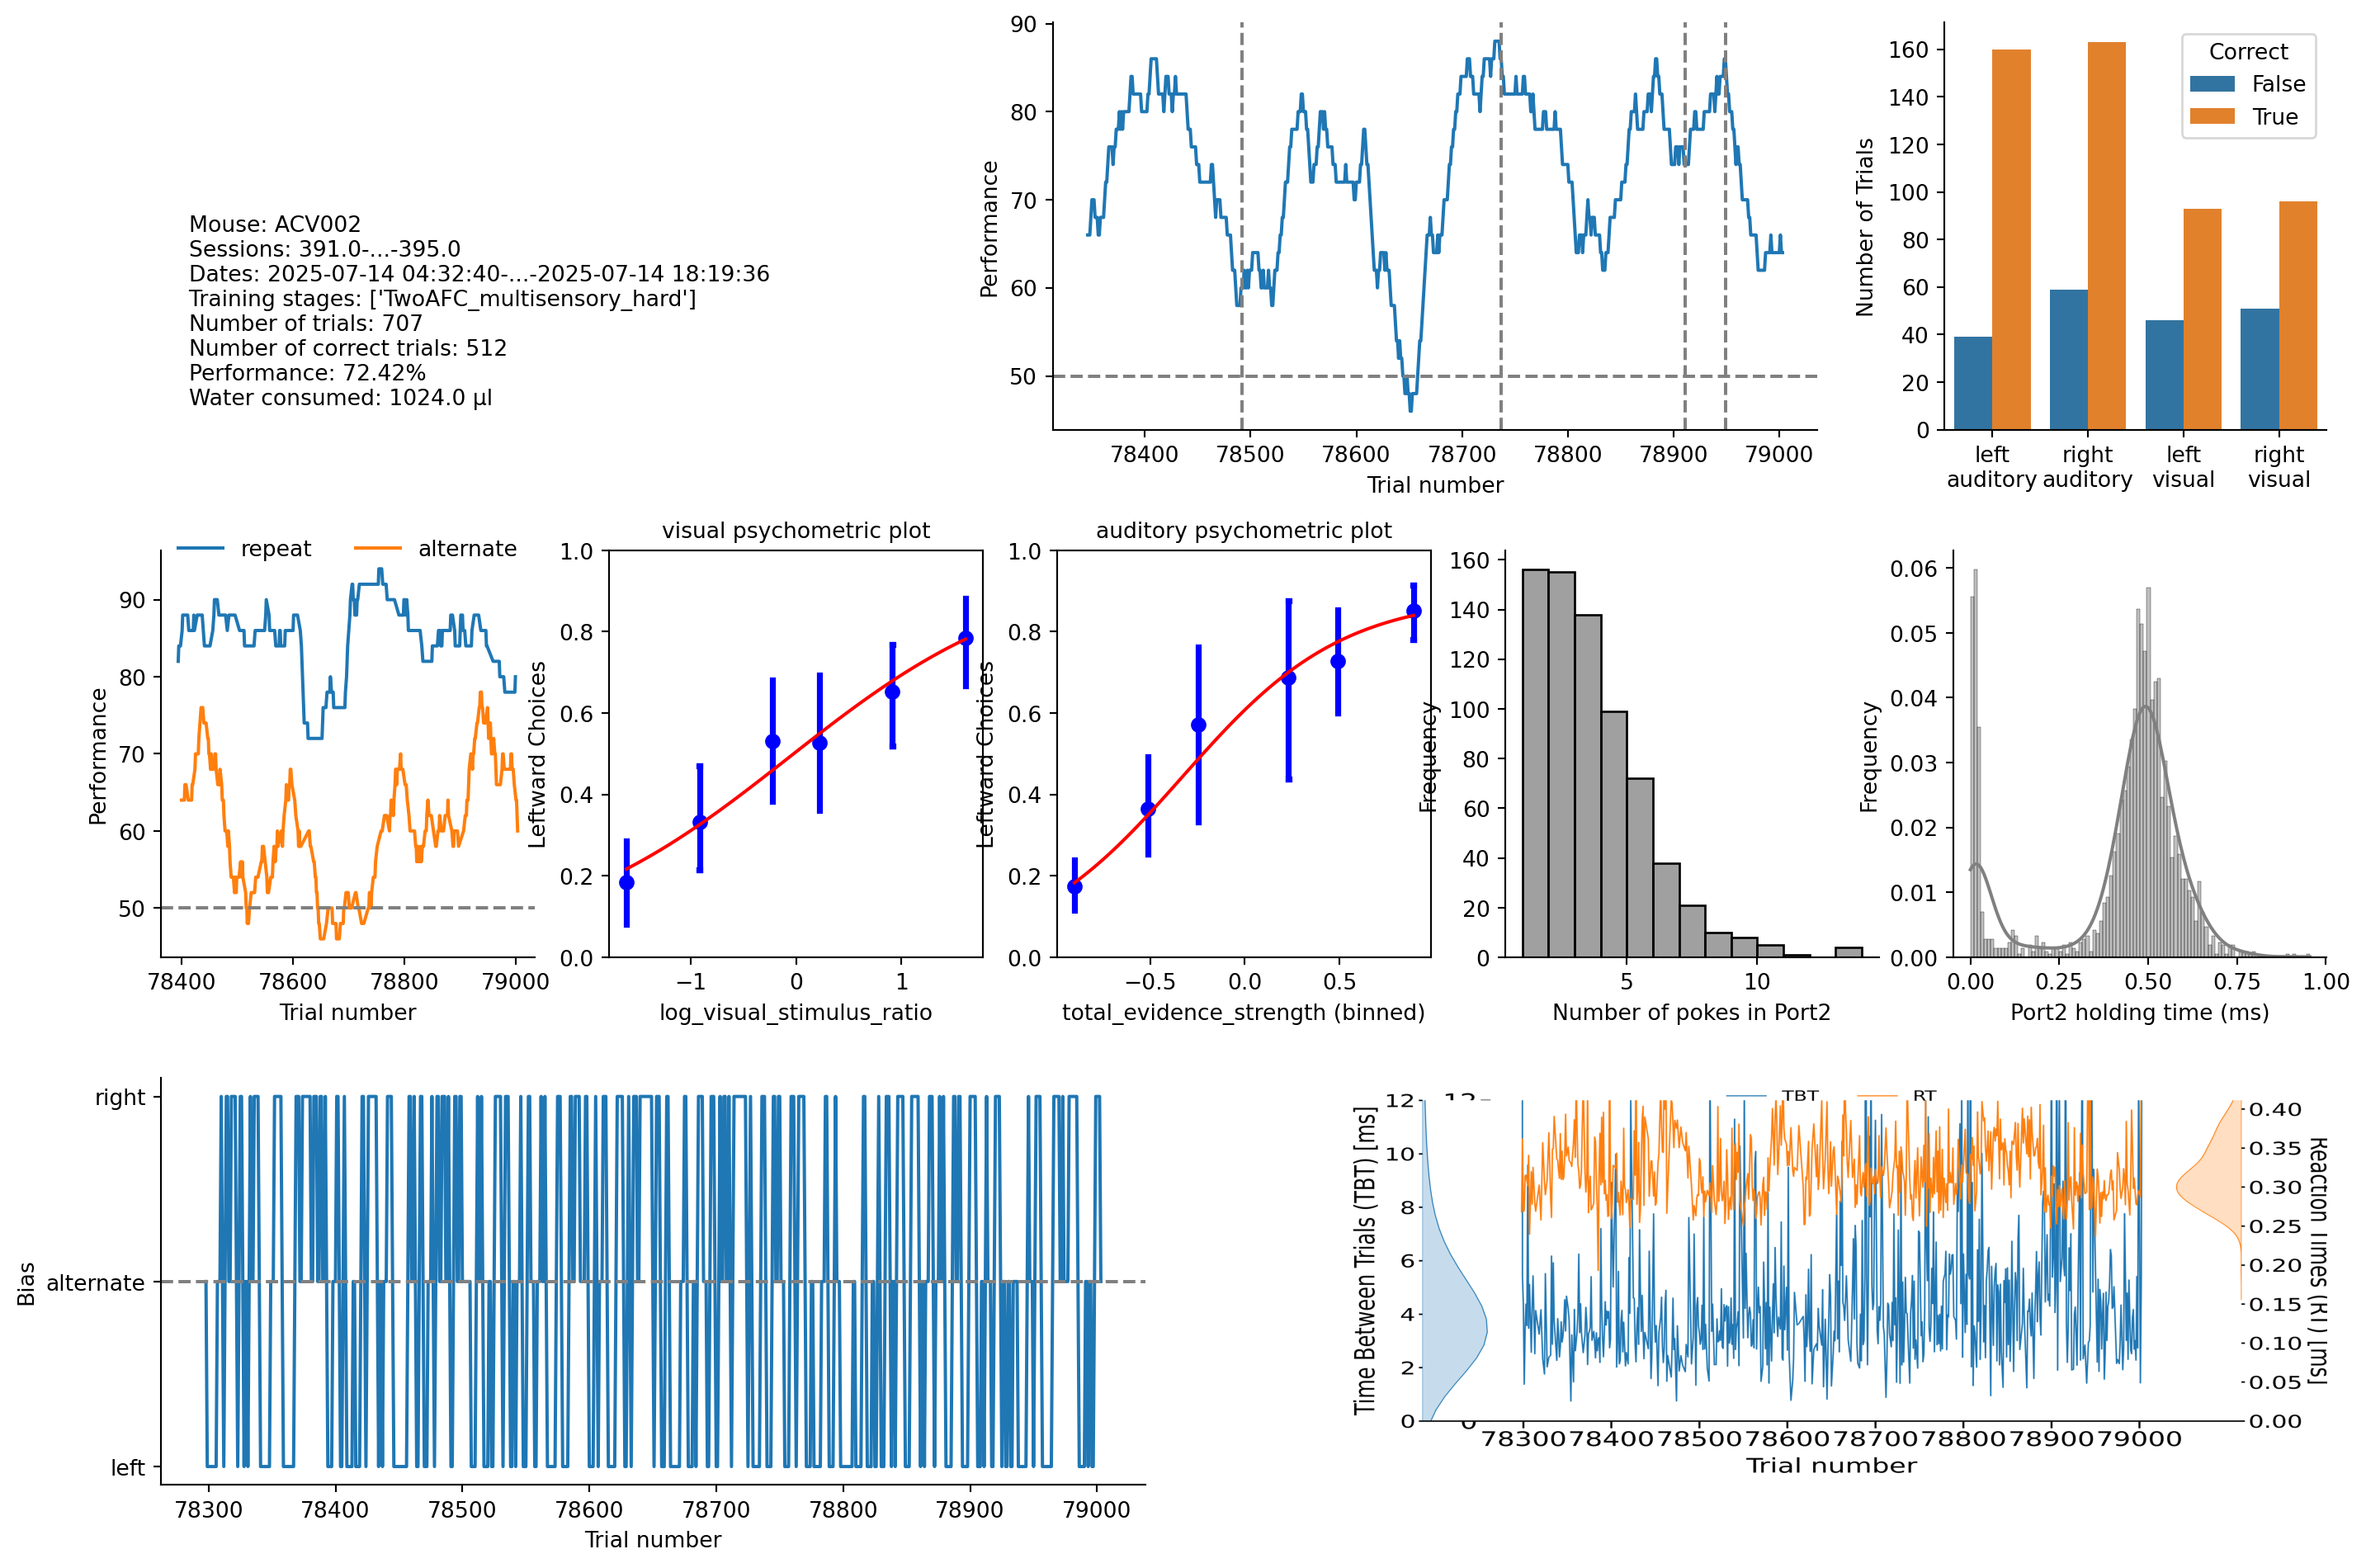 Mouse: ACV002
Sessions: 391.0-...-395.0
Dates: 2025-07-14 04:32:40-...-2025-07-14 18:19:36
Training stages: ['TwoAFC_multisensory_hard']
Number of trials: 707
Number of correct trials: 512
Performance: 72.42%
Water consumed: 1024.0 µl
Performance
90
80
70
60
50
78400 78500 78600 78700 78800 78900 79000
Trial number
Number of Trials
160
140
120
100
80
60
40
20
0
Correct
False
True
left auditory
right auditory
left visual
right visual
repeat alternate
Performance
90
80
70
60
50
78400 78600 78800 79000
Trial number
visual psychometric plot
Leftward Choices
1.0
0.8
0.6
0.4
0.2
0.0
−1 0 1
log_visual_stimulus_ratio
auditory psychometric plot
Leftward Choices
1.0
0.8
0.6
0.4
0.2
0.0
−0.5 0.0 0.5
total_evidence_strength (binned)
Frequency
160
140
120
100
80
60
40
20
0
5 10
Number of pokes in Port2
Frequency
0.06
0.05
0.04
0.03
0.02
0.01
0.00
0.00 0.25 0.50 0.75 1.00
Port2 holding time (ms)
Bias
right
alternate
left
78300 78400 78500 78600 78700 78800 78900 79000
Trial number
TBT RT
Time Between Trials (TBT) [ms]
12
10
8
6
4
2
0
Reaction Times (RT) [ms]
0.40
0.35
0.30
0.25
0.20
0.15
0.10
0.05
0.00
78300 78400 78500 78600 78700 78800 78900 79000
Trial number